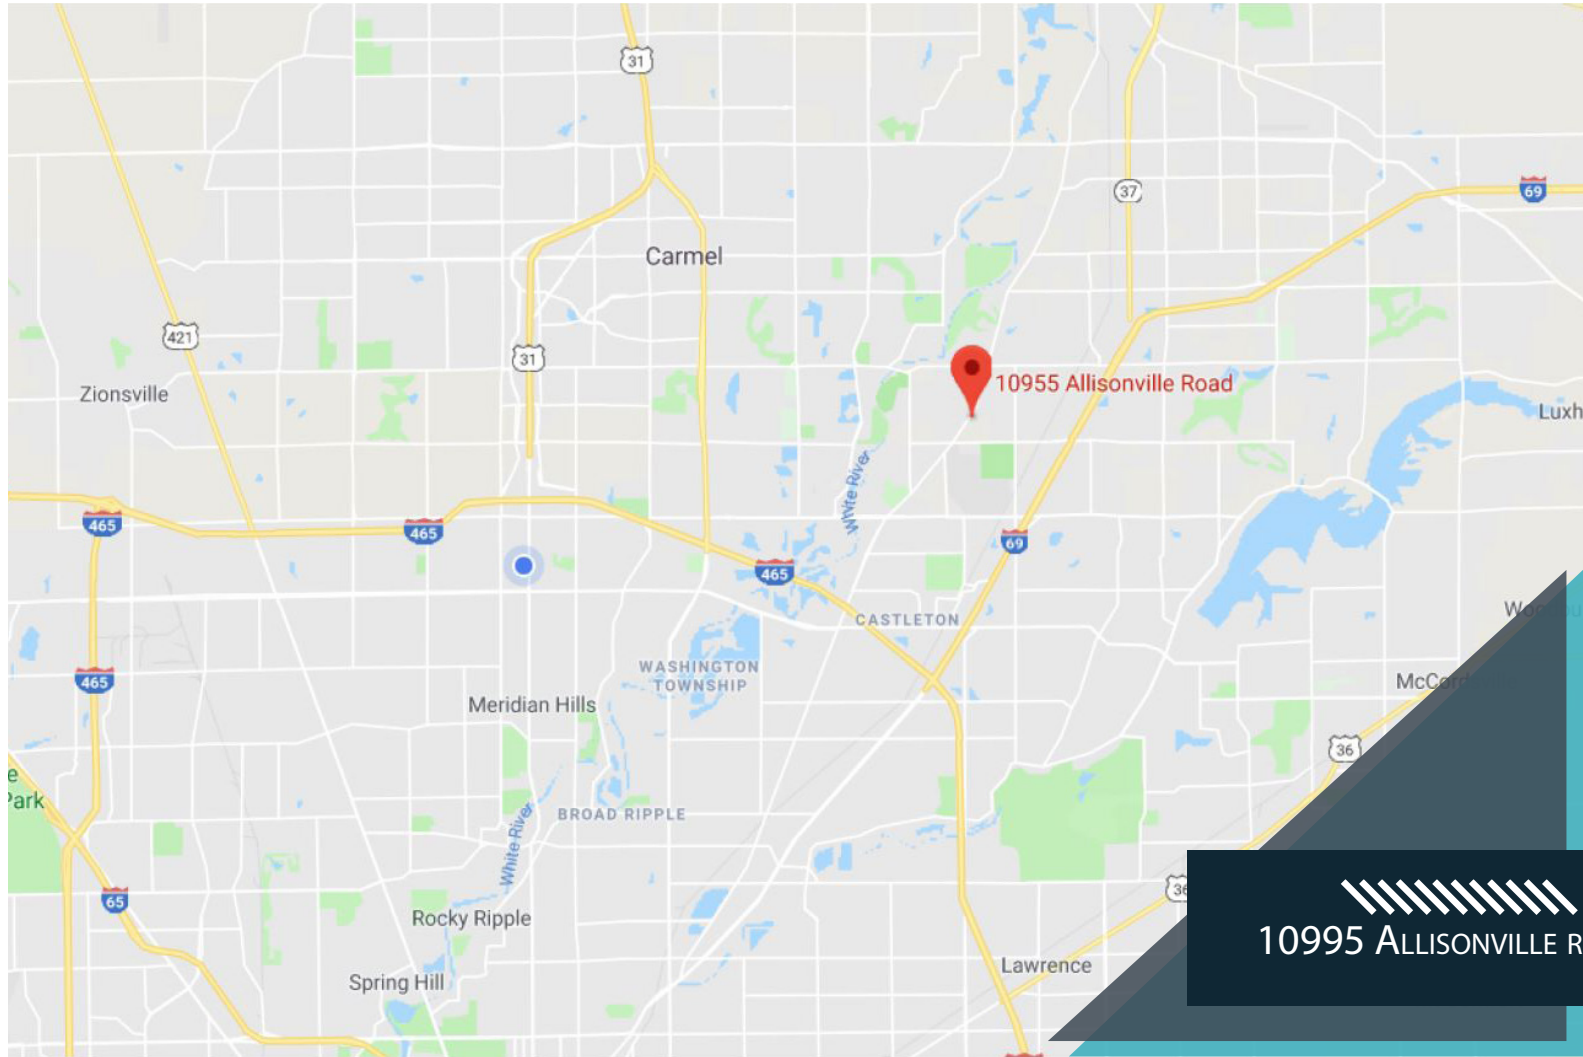 31
37
69
Carmel
421
31
10955 Allisonville Road
Zionsville
Luxh
White River
465
465
69
465
CASTLETON
WASHINGTON
TOWNSHIP
465
McCord
Meridian Hills
36
e
Park
BROAD RIPPLE
White River
36
65
Rocky Ripple
10995 ALLISONVILLE R
Lawrence
Spring Hill